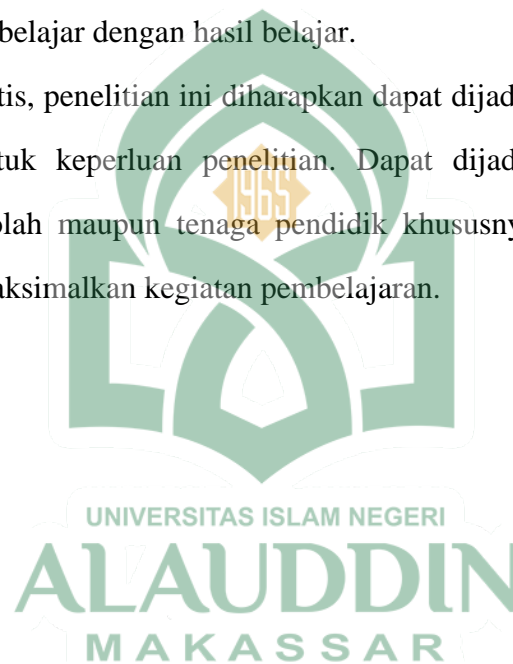 belajar dengan hasil belajar.
tis, penelitian ini diharapkan dapat dijad
tuk keperluan penelitian. Dapat dijad
olah maupun tenaga pendidik khususny
aksimalkan kegiatan pembelajaran.
1965
UNIVERSITAS ISLAM NEGERI
ALAUDDIN
MAKASSAR